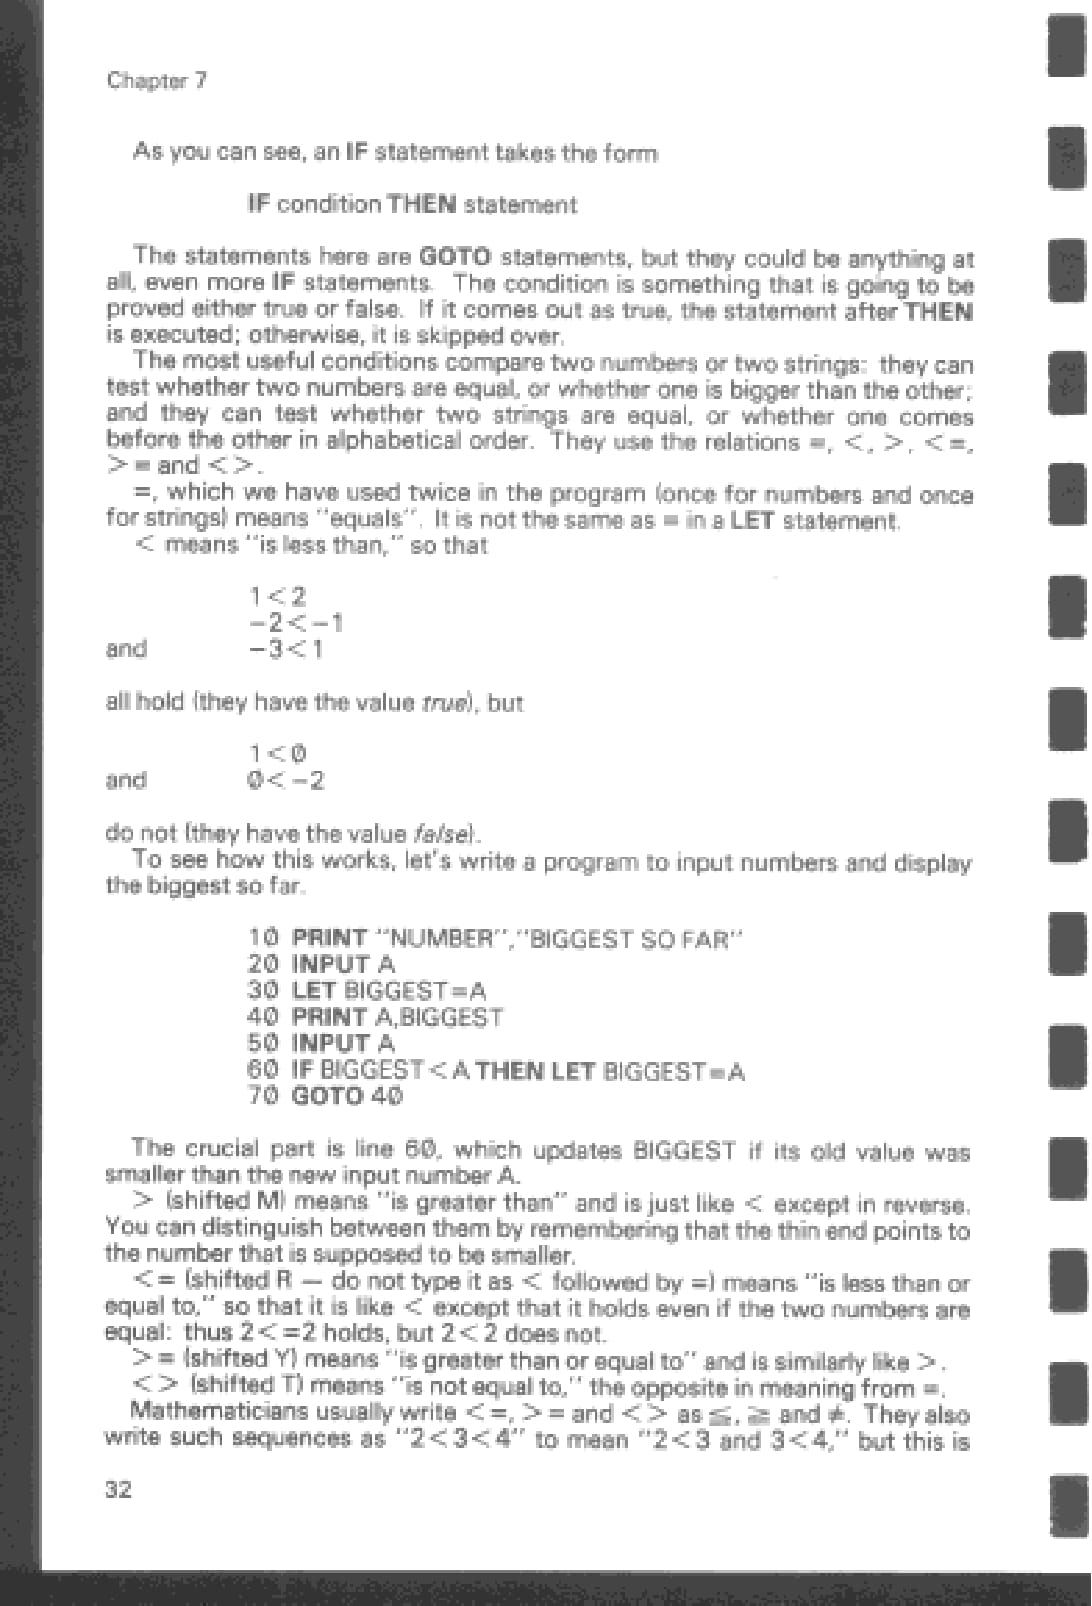 Chapter 7
As you can see, an IF statement takes the form
IF condition THEN statement
The statements here are GOTO statements, but they could be anything at
all, even more IF statements. The condition is something that is going to be
proved either true or false. If it comes out as true, the statement after THEN
is executed; otherwise, it is skipped over.
The most useful conditions compare two numbers or two strings: they can
test whether two numbers are equal, or whether one is bigger than the other;
and they can test whether two strings are equal, or whether one comes
before the other in alphabetical order. They use the relations =, <, >, <=,
>= and <>.
=, which we have used twice in the program (once for numbers and once
for strings) means "equals". It is not the same as = in a LET statement.
< means "is less than," so that
1<2
−2<−1
and −3<1
all hold (they have the value true), but
1<0
and 0<−2
do not (they have the value false).
To see how this works, let's write a program to input numbers and display
the biggest so far.
10 PRINT "NUMBER","BIGGEST SO FAR"
20 INPUT A
30 LET BIGGEST=A
40 PRINT A,BIGGEST
50 INPUT A
60 IF BIGGEST<A THEN LET BIGGEST=A
70 GOTO 40
The crucial part is line 60, which updates BIGGEST if its old value was
smaller than the new input number A.
> (shifted M) means "is greater than" and is just like < except in reverse.
You can distinguish between them by remembering that the thin end points to
the number that is supposed to be smaller.
<= (shifted R — do not type it as < followed by =) means "is less than or
equal to," so that it is like < except that it holds even if the two numbers are
equal: thus 2<=2 holds, but 2<2 does not.
>= (shifted Y) means "is greater than or equal to" and is similarly like >.
<> (shifted T) means "is not equal to," the opposite in meaning from =.
Mathematicians usually write <=, >= and <> as ≦, ≧ and ≠. They also
write such sequences as "2<3<4" to mean "2<3 and 3<4," but this is
32